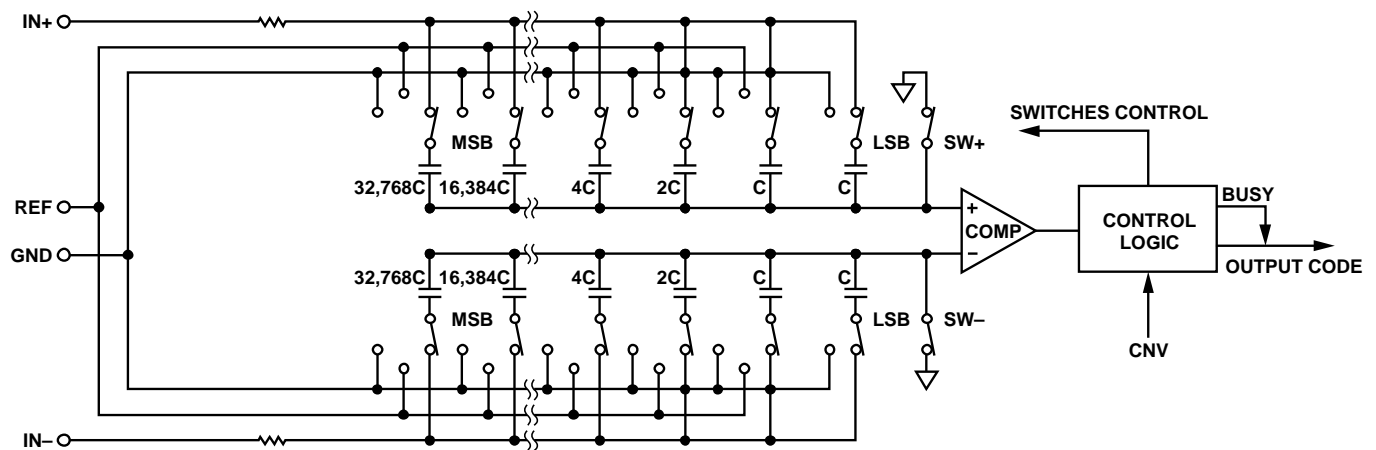 IN+
SWITCHES CONTROL
MSB
LSB
SW+
32,768C
16,384C
4C
2C
C
C
BUSY
REF
+
COMP
−
CONTROL
LOGIC
GND
OUTPUT CODE
32,768C
16,384C
4C
2C
C
C
MSB
LSB
SW−
CNV
IN−